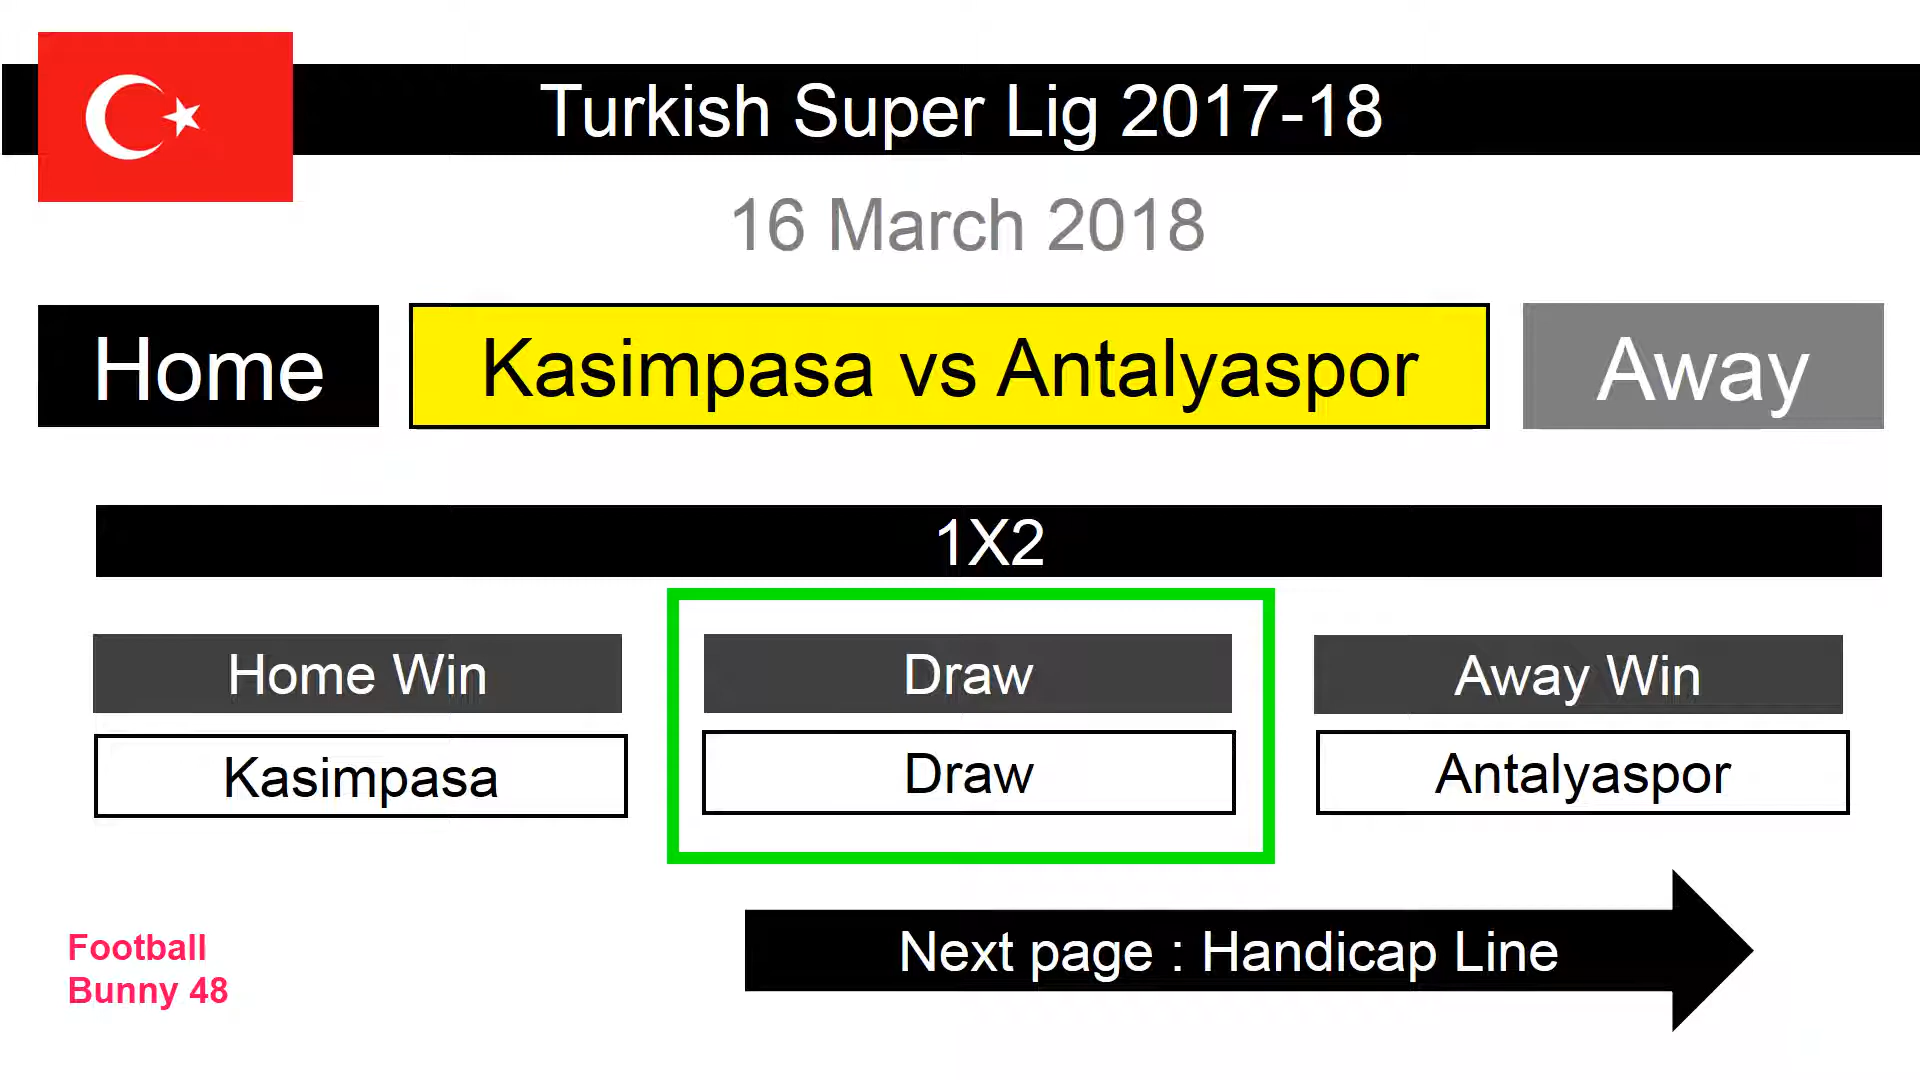 Turkish Super Lig 2017-18
16 March 2018
Home
Kasimpasa vs Antalyaspor
Away
1X2
Home Win
Draw
Away Win
Kasimpasa
Draw
Antalyaspor
Next page : Handicap Line
Football
Bunny 48